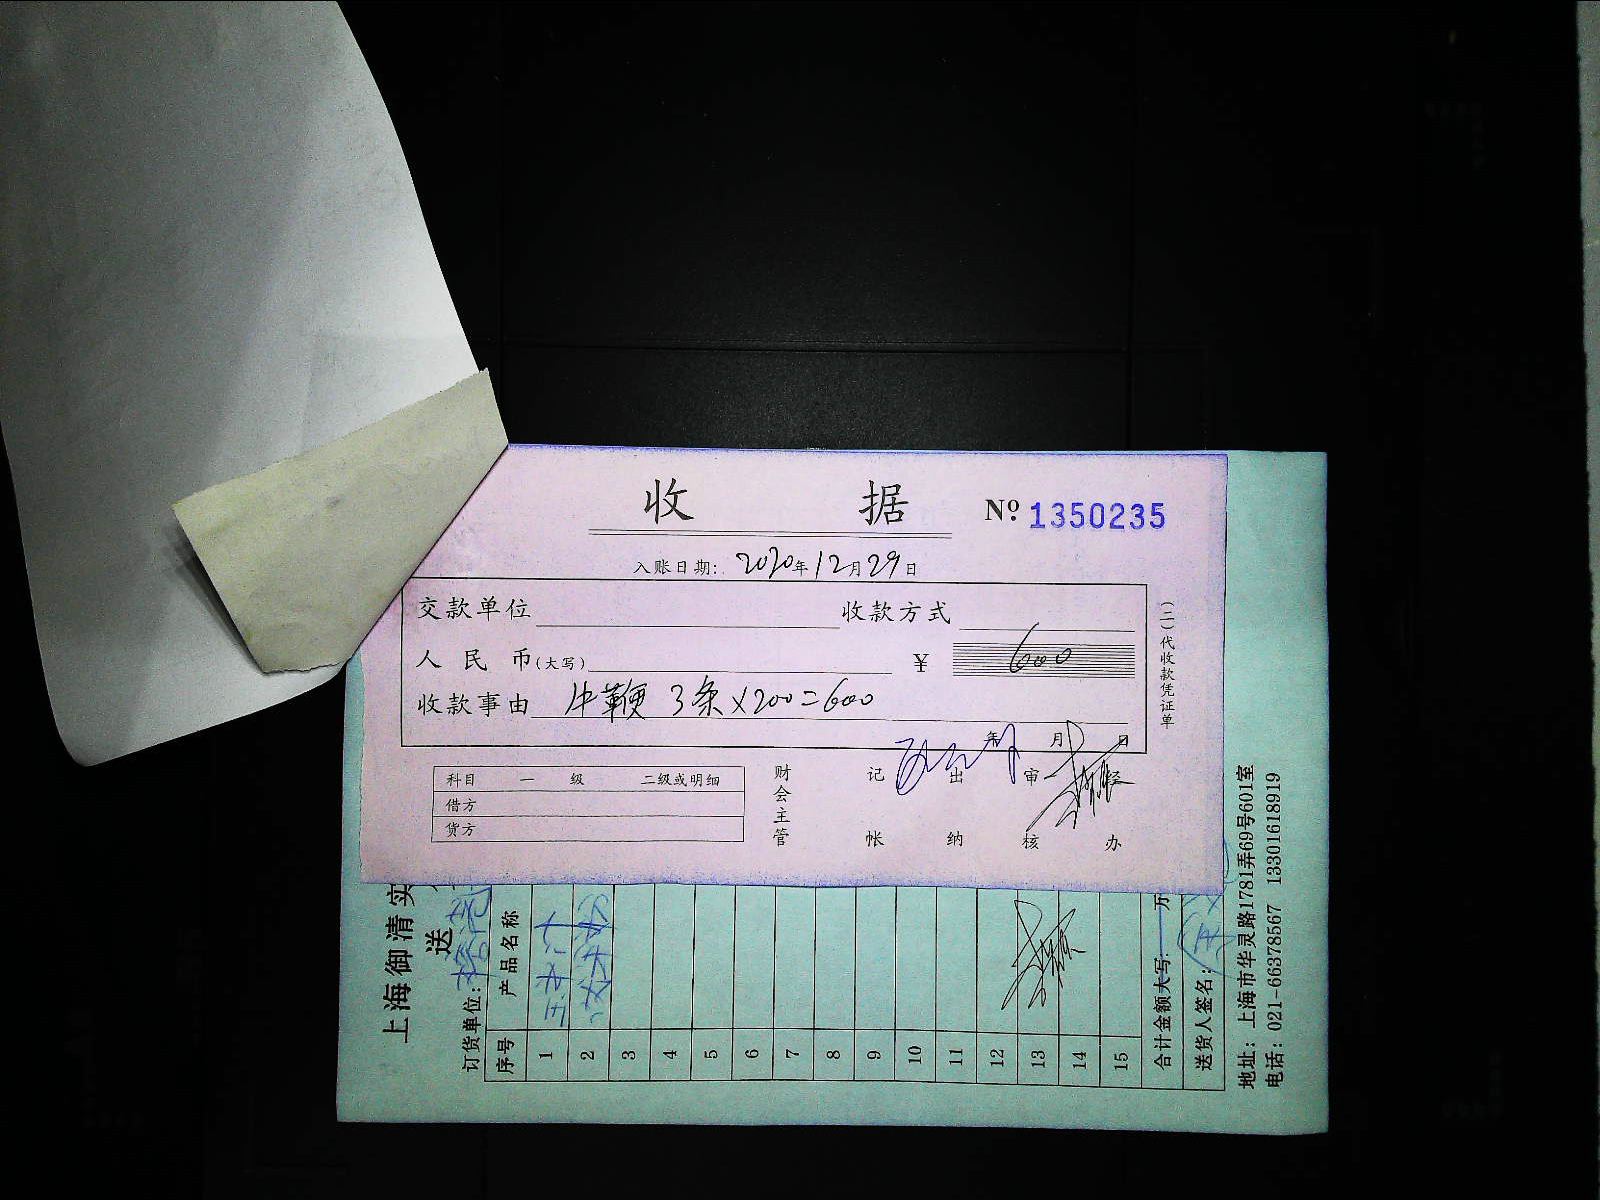 收 据 Nº 1350235
入账日期: 2020年12月29日
交款单位 收款方式
人民币(大写) ¥ 600
收款事由 牛鞭 3条×200=600
年 月 日
(二)代收款凭证单
科目 一级 二级或明细
借方
贷方
财会主管 记帐 出纳 审核 经办
上海御清实
送
订货单位:
序号 产品名称
1
2
3
4
5
6
7
8
9
10
11
12
13
14
15
合计金额大写: 万
送货人签名:
地址: 上海市华灵路1781弄69号601室
电话: 021-66378567 13301618919